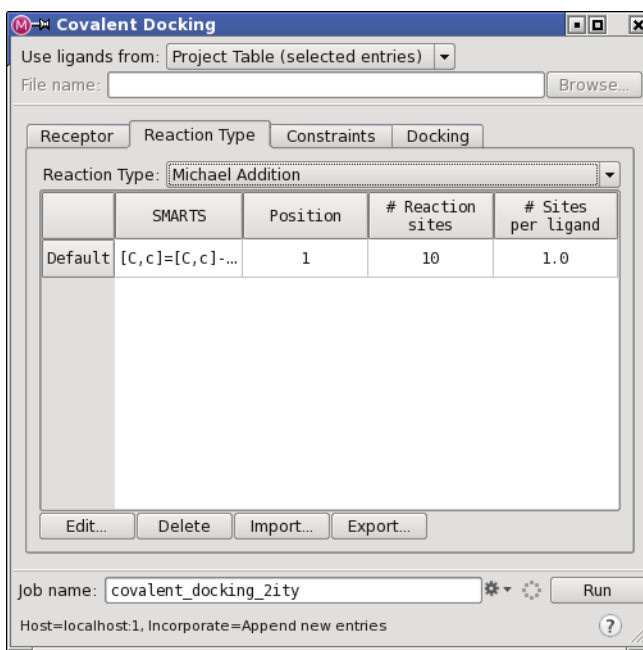 Covalent Docking
Use ligands from: Project Table (selected entries)
File name: Browse...
Receptor Reaction Type Constraints Docking
Reaction Type: Michael Addition
SMARTS Position # Reaction sites # Sites per ligand
Default [C,c]=[C,c]-... 1 10 1.0
Edit... Delete Import... Export...
Job name: covalent_docking_2ity Run
Host=localhost:1, Incorporate=Append new entries ?